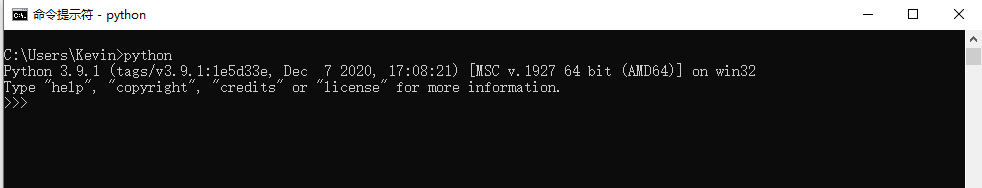 命令提示符 - python
C:\Users\Kevin>python
Python 3.9.1 (tags/v3.9.1:1e5d33e, Dec  7 2020, 17:08:21) [MSC v.1927 64 bit (AMD64)] on win32
Type "help", "copyright", "credits" or "license" for more information.
>>>